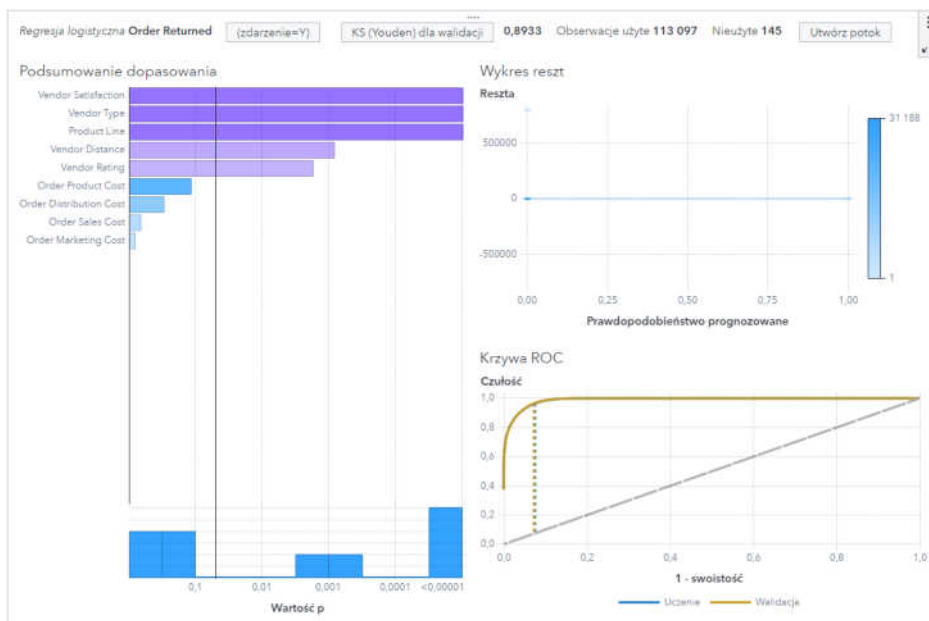 Regresja logistyczna Order Returned (zdarzenie=Y) KS (Youden) dla walidacji 0,8933 Obserwacje użyte 113 097 Nieużyte 145 Utwórz potok
Podsumowanie dopasowania
Vendor Satisfaction
Vendor Type
Product Line
Vendor Distance
Vendor Rating
Order Product Cost
Order Distribution Cost
Order Sales Cost
Order Marketing Cost
0,1 0,01 0,001 0,0001 <0,00001
Wartość p
Wykres reszt
Reszta
500000
0
-500000
0,00 0,25 0,50 0,75 1,00
Prawdopodobieństwo prognozowane
31 188
1
Krzywa ROC
Czułość
1,0
0,8
0,6
0,4
0,2
0,0
0,0 0,2 0,4 0,6 0,8 1,0
1 - swoistość
Uczenie Walidacja